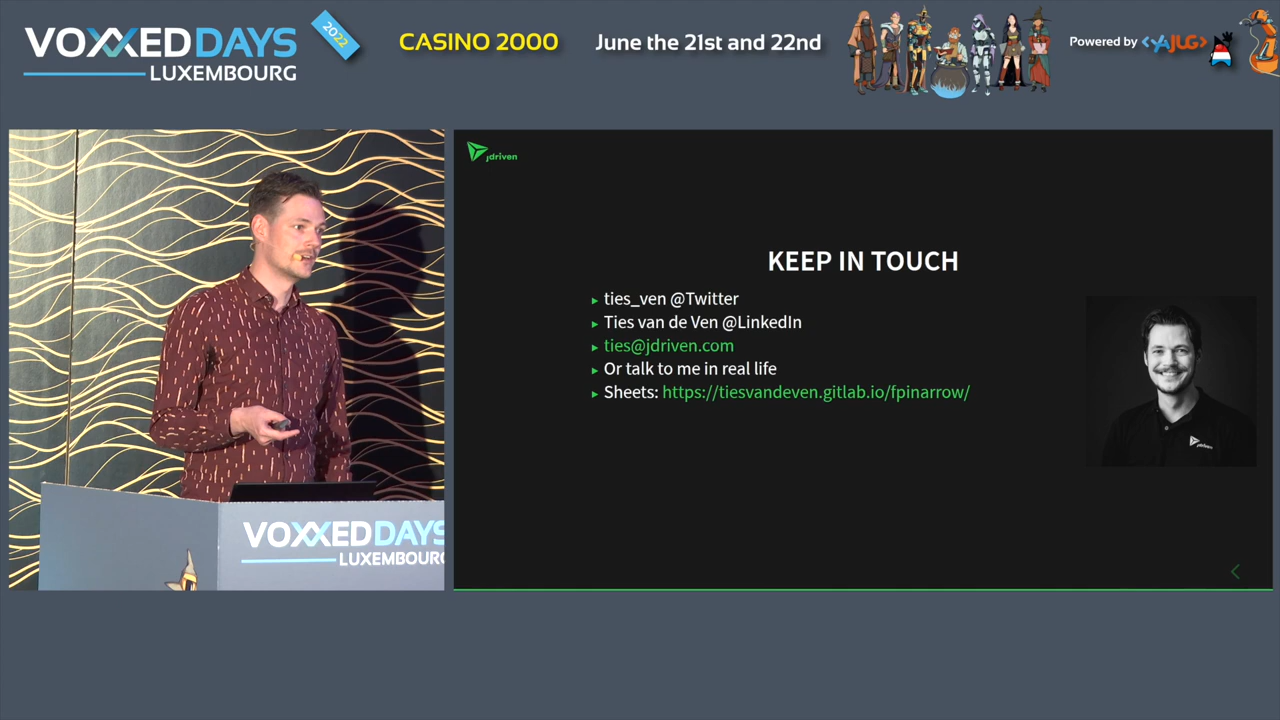 VOXXED DAYS
LUXEMBOURG
2022
CASINO 2000
June the 21st and 22nd
Powered by <YAJUG>
jdriven
KEEP IN TOUCH
ties_ven @Twitter
Ties van de Ven @LinkedIn
ties@jdriven.com
Or talk to me in real life
Sheets: https://tiesvandeven.gitlab.io/fpinarrow/
jdriven
VOXXED DAYS
LUXEMBOURG